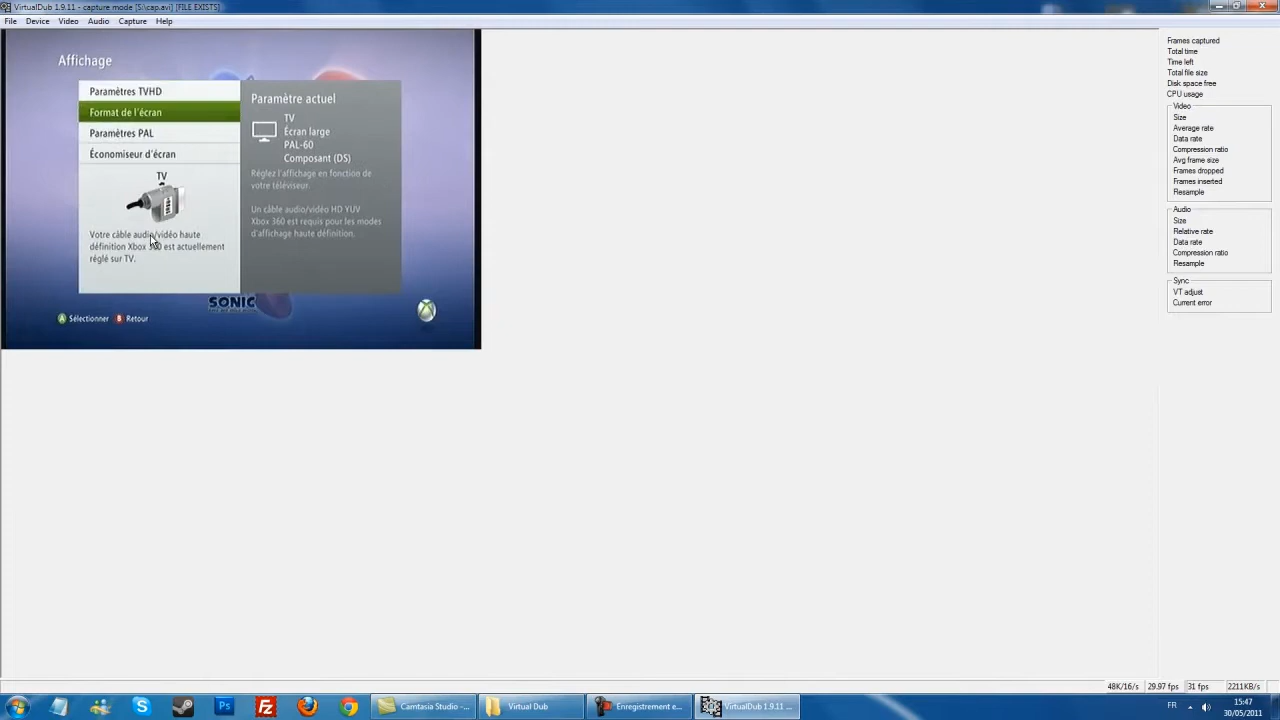 VirtualDub 1.9.11 - capture mode [S:\cap.avi] [FILE EXISTS]
File Device Video Audio Capture Help
Affichage
Paramètres TVHD
Format de l'écran
Paramètres PAL
Économiseur d'écran
TV
Votre câble audio/vidéo haute
définition Xbox 360 est actuellement
réglé sur TV.
Paramètre actuel
TV
Écran large
PAL-60
Composant (DS)
Réglez l'affichage en fonction de
votre téléviseur.
Un câble audio/vidéo HD YUV
Xbox 360 est requis pour les modes
d'affichage haute définition.
SONIC
A Sélectionner B Retour
Frames captured
Total time
Time left
Total file size
Disk space free
CPU usage
Video
Size
Average rate
Data rate
Compression ratio
Avg frame size
Frames dropped
Frames inserted
Resample
Audio
Size
Relative rate
Data rate
Compression ratio
Resample
Sync
VT adjust
Current error
48K/16/s 29.97 fps 31 fps 2211KB/s
Camtasia Studio -... Virtual Dub Enregistrement e... VirtualDub 1.9.11 ...
FR 15:47
30/05/2011